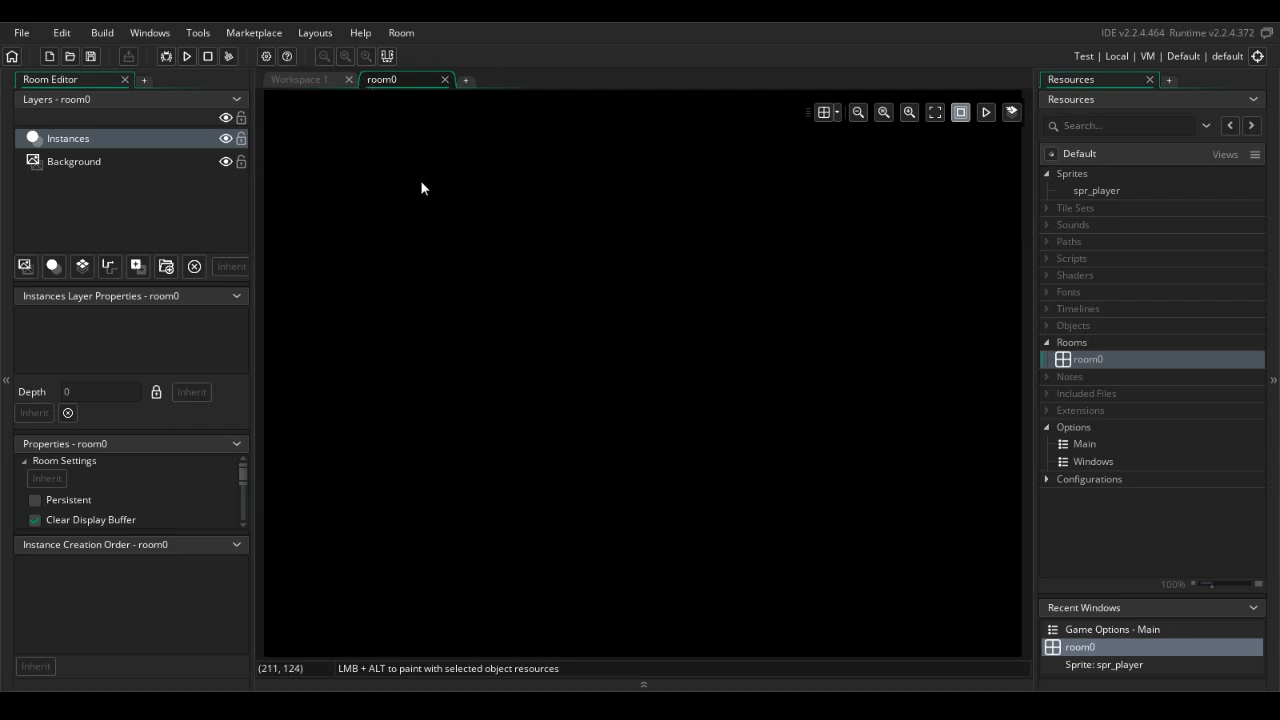 File Edit Build Windows Tools Marketplace Layouts Help Room
IDE v2.2.4.464 Runtime v2.2.4.372
Test | Local | VM | Default | default
Room Editor
Workspace 1
room0
Resources
Layers - room0
Instances
Background
Inherit
Instances Layer Properties - room0
Depth 0 Inherit
Inherit
Properties - room0
Room Settings
Inherit
Persistent
Clear Display Buffer
Instance Creation Order - room0
Inherit
(211, 124) LMB + ALT to paint with selected object resources
Resources
Search...
Default Views
Sprites
spr_player
Tile Sets
Sounds
Paths
Scripts
Shaders
Fonts
Timelines
Objects
Rooms
room0
Notes
Included Files
Extensions
Options
Main
Windows
Configurations
100%
Recent Windows
Game Options - Main
room0
Sprite: spr_player